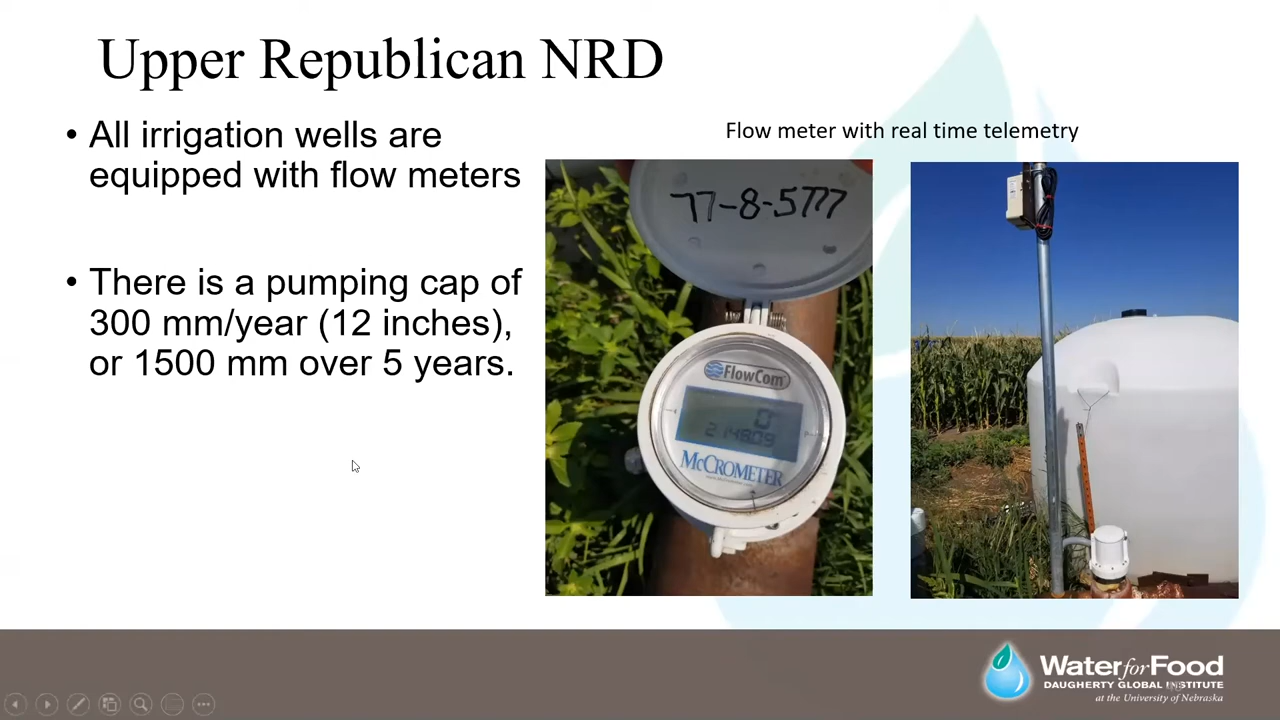 Upper Republican NRD
• All irrigation wells are
equipped with flow meters
• There is a pumping cap of
300 mm/year (12 inches),
or 1500 mm over 5 years.
Flow meter with real time telemetry
77-8-5777
FlowCom
0
McCROMETER
Water for Food
DAUGHERTY GLOBAL INSTITUTE
at the University of Nebraska